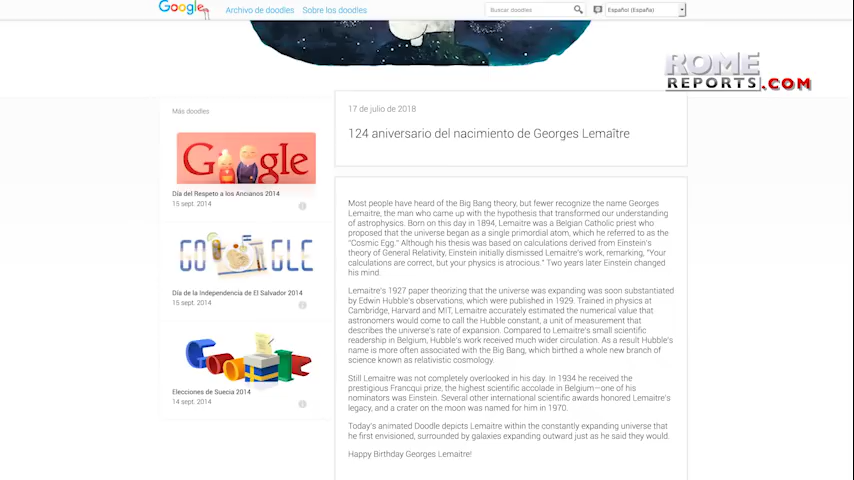 Google
Archivo de doodles
Sobre los doodles
Buscar doodles
Español (España)
ROME
REPORTS.COM
Más doodles
Google
Día del Respeto a los Ancianos 2014
15 sept. 2014
GOOGLE
Día de la Independencia de El Salvador 2014
15 sept. 2014
Elecciones de Suecia 2014
14 sept. 2014
17 de julio de 2018
124 aniversario del nacimiento de Georges Lemaître
Most people have heard of the Big Bang theory, but fewer recognize the name Georges
Lemaitre, the man who came up with the hypothesis that transformed our understanding
of astrophysics. Born on this day in 1894, Lemaitre was a Belgian Catholic priest who
proposed that the universe began as a single primordial atom, which he referred to as the
"Cosmic Egg." Although his thesis was based on calculations derived from Einstein's
theory of General Relativity, Einstein initially dismissed Lemaitre's work, remarking, "Your
calculations are correct, but your physics is atrocious." Two years later Einstein changed
his mind.
Lemaitre's 1927 paper theorizing that the universe was expanding was soon substantiated
by Edwin Hubble's observations, which were published in 1929. Trained in physics at
Cambridge, Harvard and MIT, Lemaitre accurately estimated the numerical value that
astronomers would come to call the Hubble constant, a unit of measurement that
describes the universe's rate of expansion. Compared to Lemaitre's small scientific
readership in Belgium, Hubble's work received much wider circulation. As a result Hubble's
name is more often associated with the Big Bang, which birthed a whole new branch of
science known as relativistic cosmology.
Still Lemaitre was not completely overlooked in his day. In 1934 he received the
prestigious Francqui prize, the highest scientific accolade in Belgium—one of his
nominators was Einstein. Several other international scientific awards honored Lemaitre's
legacy, and a crater on the moon was named for him in 1970.
Today's animated Doodle depicts Lemaitre within the constantly expanding universe that
he first envisioned, surrounded by galaxies expanding outward just as he said they would.
Happy Birthday Georges Lemaitre!